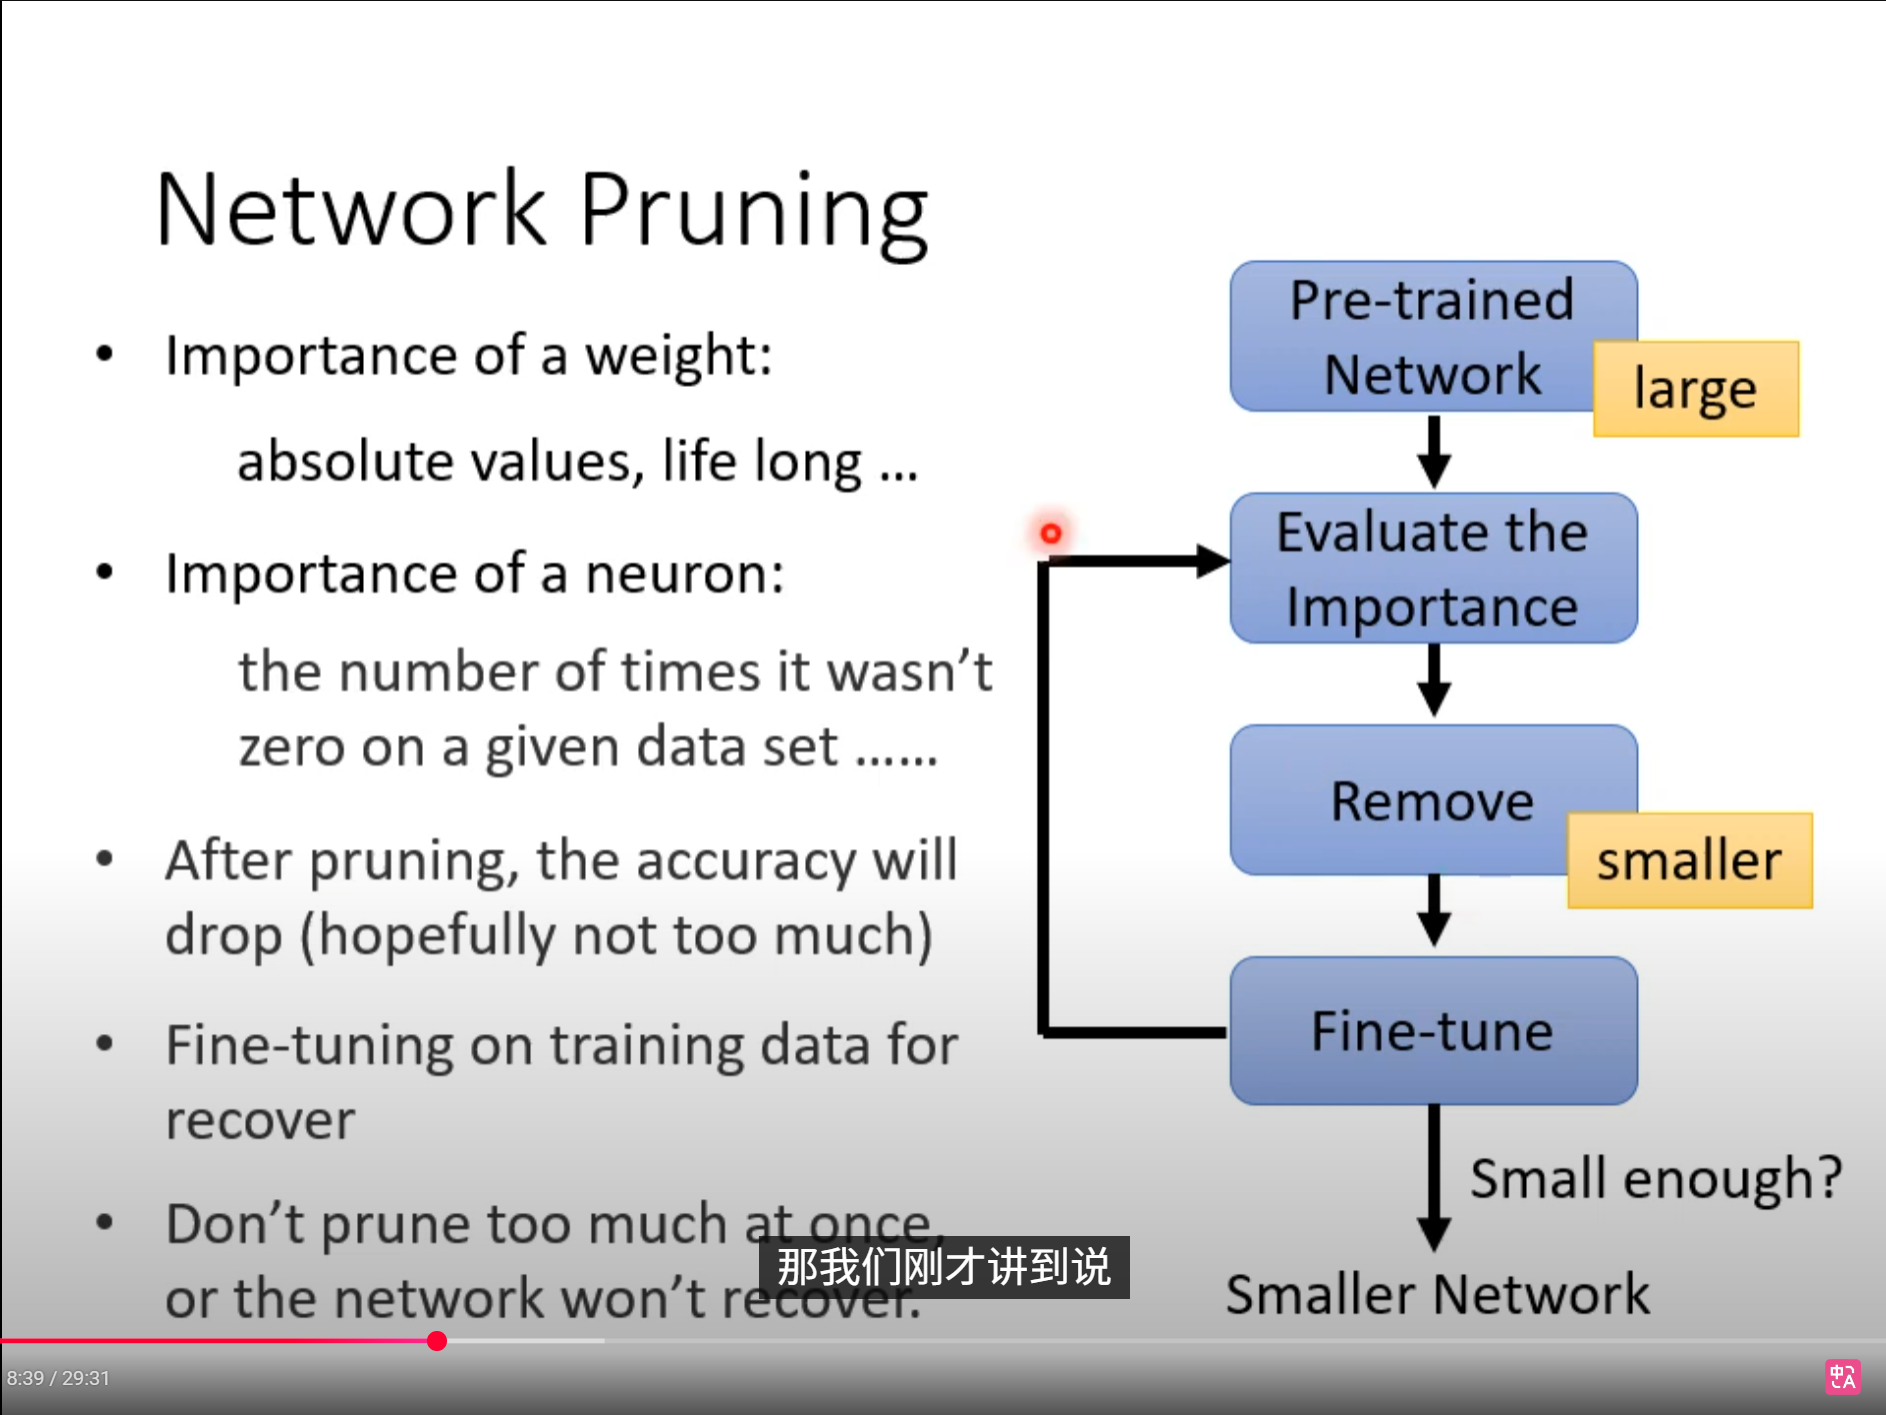 Network Pruning
• Importance of a weight:
absolute values, life long ...
• Importance of a neuron:
the number of times it wasn’t
zero on a given data set ……
• After pruning, the accuracy will
drop (hopefully not too much)
• Fine-tuning on training data for
recover
• Don’t prune too much at once,
or the network won’t recover.
Pre-trained
Network
large
Evaluate the
Importance
Remove
smaller
Fine-tune
Small enough?
Smaller Network
那我们刚才讲到说
8:39 / 29:31
中
A